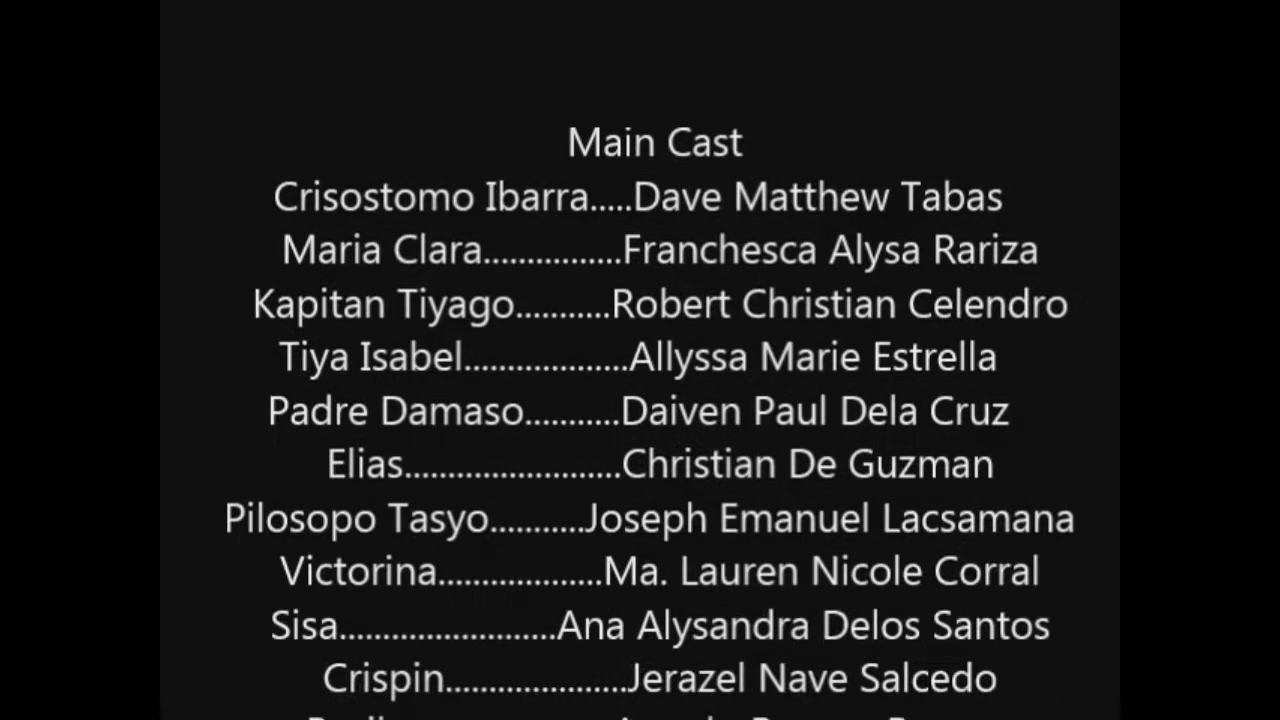 Main Cast
Crisostomo Ibarra.....Dave Matthew Tabas
Maria Clara................Franchesca Alysa Rariza
Kapitan Tiyago...........Robert Christian Celendro
Tiya Isabel...................Allyssa Marie Estrella
Padre Damaso...........Daiven Paul Dela Cruz
Elias.........................Christian De Guzman
Pilosopo Tasyo...........Joseph Emanuel Lacsamana
Victorina...................Ma. Lauren Nicole Corral
Sisa.........................Ana Alysandra Delos Santos
Crispin.....................Jerazel Nave Salcedo